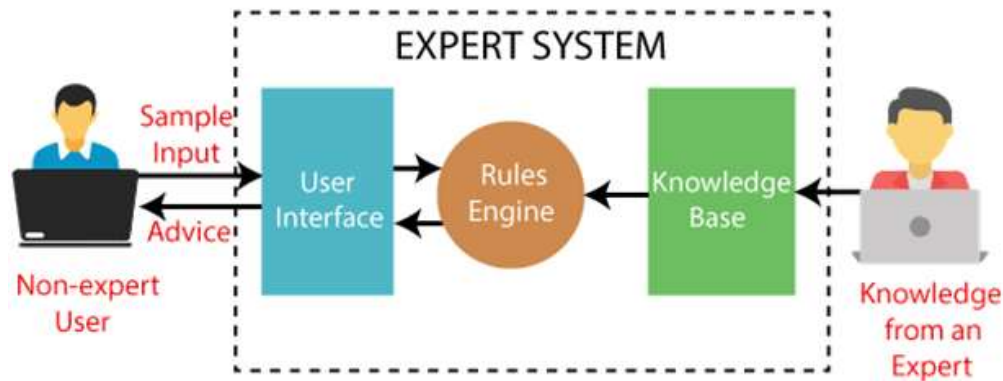 EXPERT SYSTEM
Sample
Input
Advice
Non-expert
User
User
Interface
Rules
Engine
Knowledge
Base
Knowledge
from an
Expert